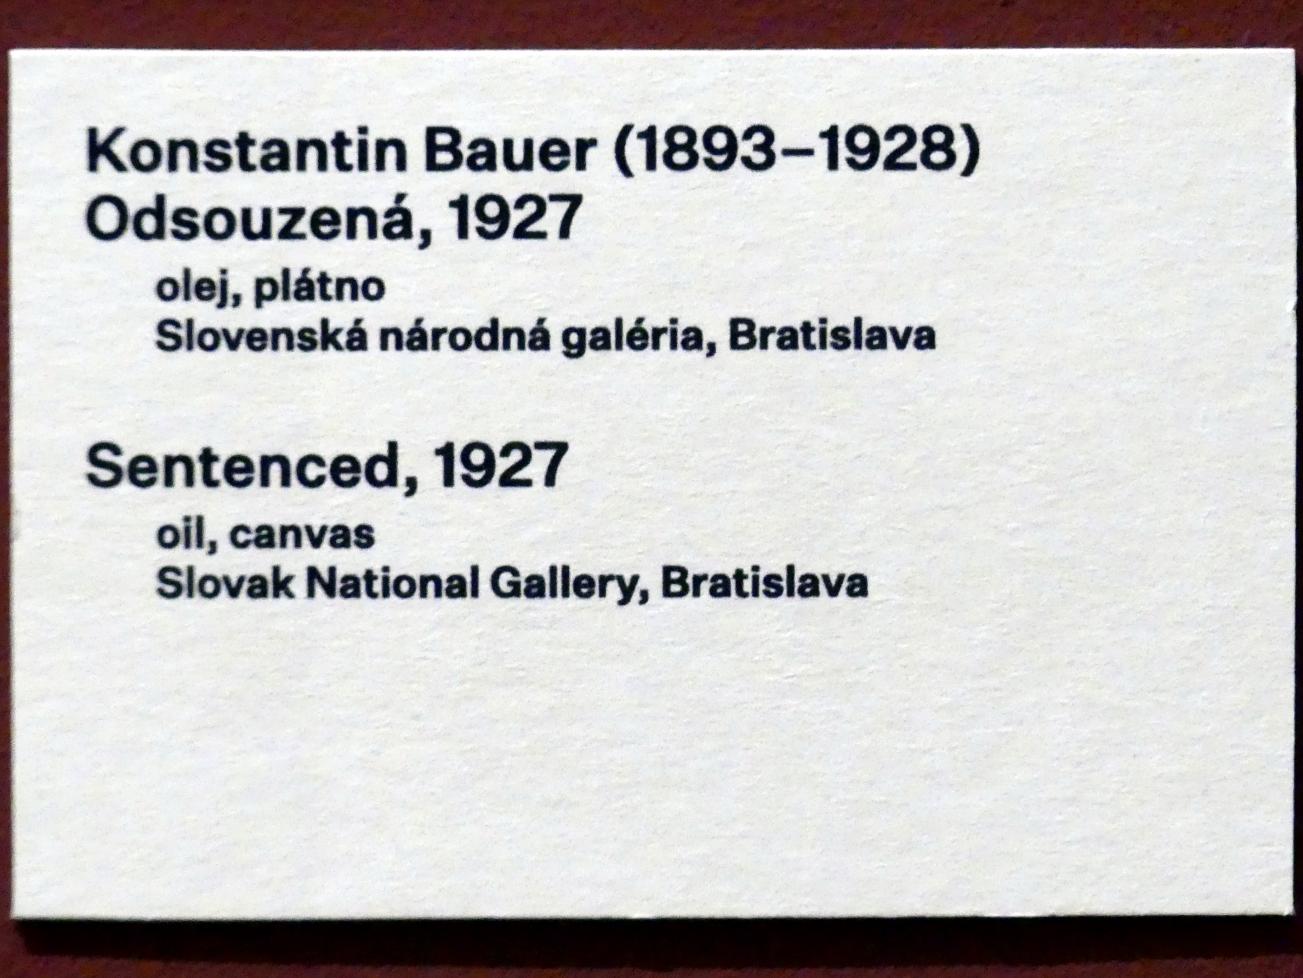 Konstantin Bauer (1893–1928)
Odsouzená, 1927
olej, plátno
Slovenská národná galéria, Bratislava
Sentenced, 1927
oil, canvas
Slovak National Gallery, Bratislava